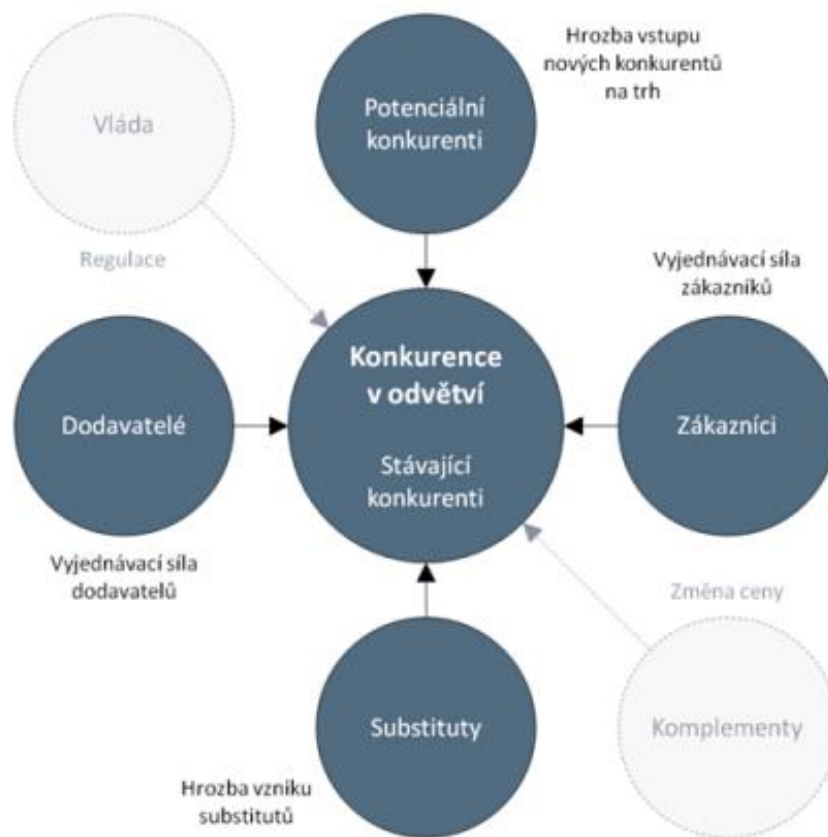 Hrozba vstupu
nových konkurentů
na trh
Potenciální
konkurenti
Vláda
Regulace
Vyjednávací síla
zákazníků
Konkurence
v odvětví
Stávající
konkurenti
Dodavatelé
Zákazníci
Vyjednávací síla
dodavatelů
Změna ceny
Substituty
Komplementy
Hrozba vzniku
substitutů